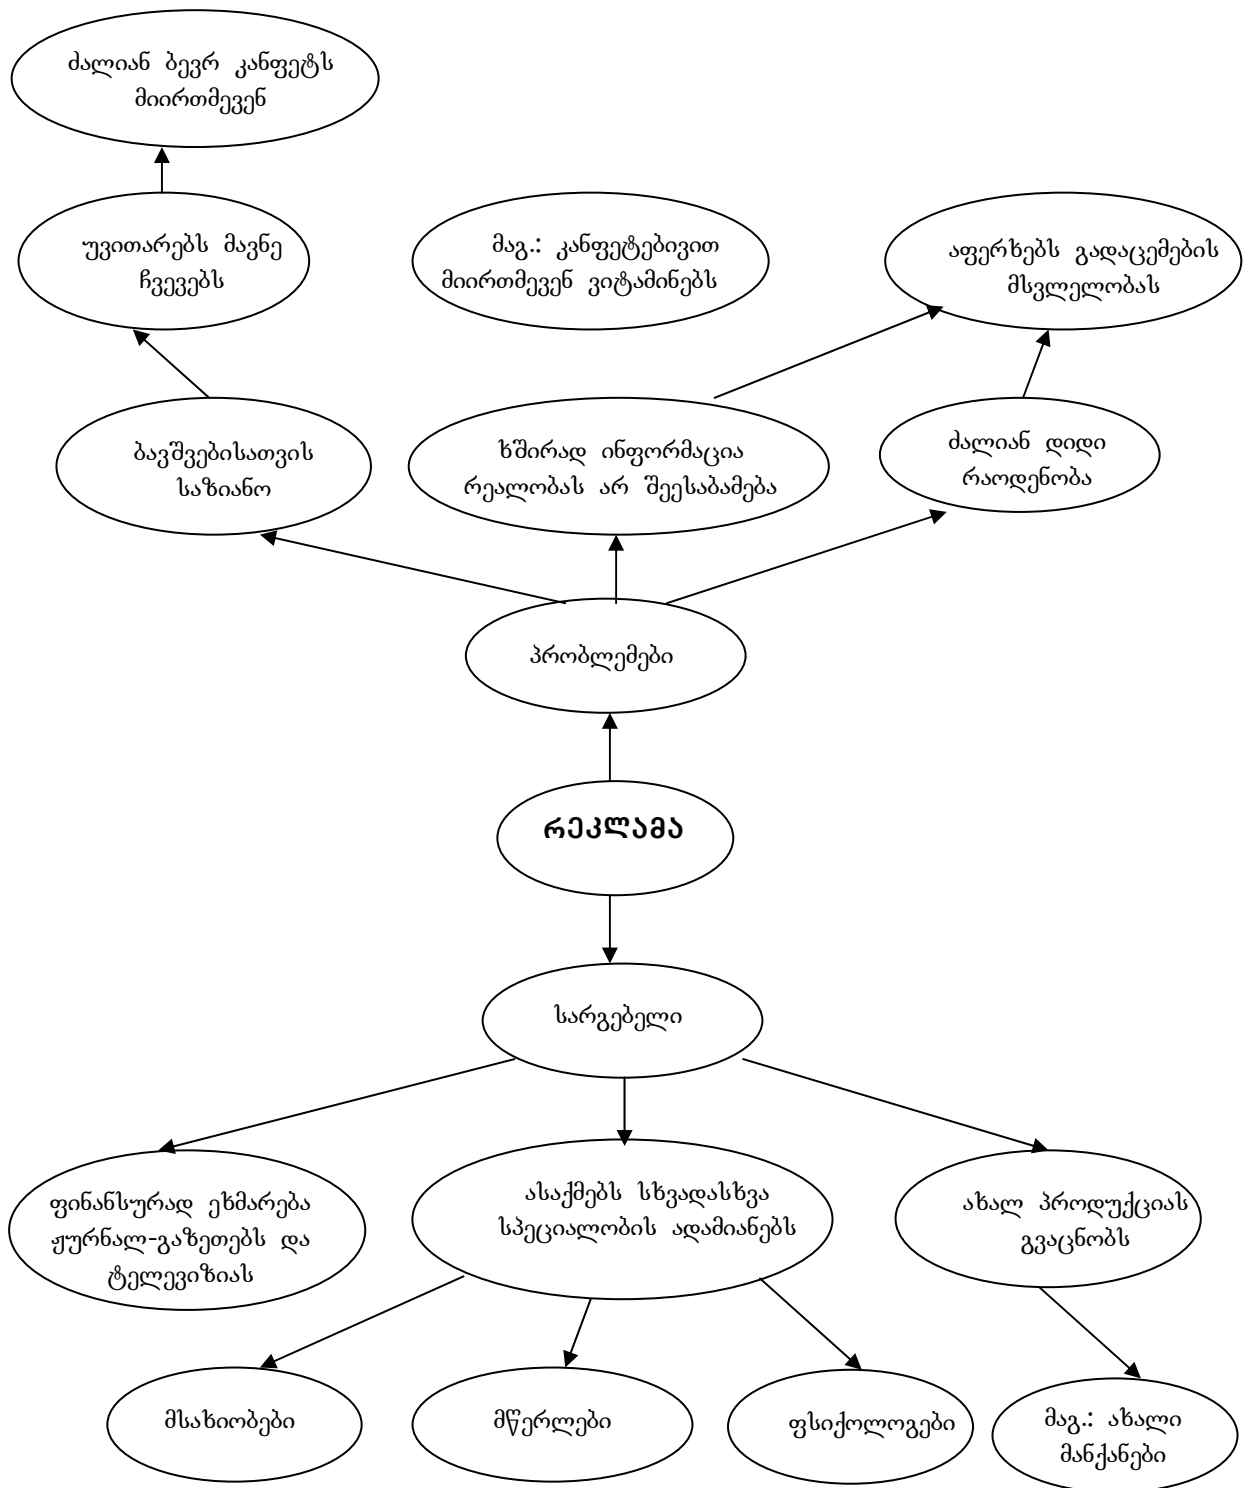 ძალიან ბევრ კანფეტს
მიირთმევენ
უვითარებს მავნე
ჩვევებს
მაგ.: კანფეტებივით
მიირთმევენ ვიტამინებს
აფერხებს გადაცემების
მსვლელობას
ბავშვებისათვის
საზიანო
ხშირად ინფორმაცია
რეალობას არ შეესაბამება
ძალიან დიდი
რაოდენობა
პრობლემები
რეკლამა
სარგებელი
ფინანსურად ეხმარება
ჟურნალ-გაზეთებს და
ტელევიზიას
ასაქმებს სხვადასხვა
სპეციალობის ადამიანებს
ახალ პროდუქციას
გვაცნობს
მსახიობები
მწერლები
ფსიქოლოგები
მაგ.: ახალი
მანქანები